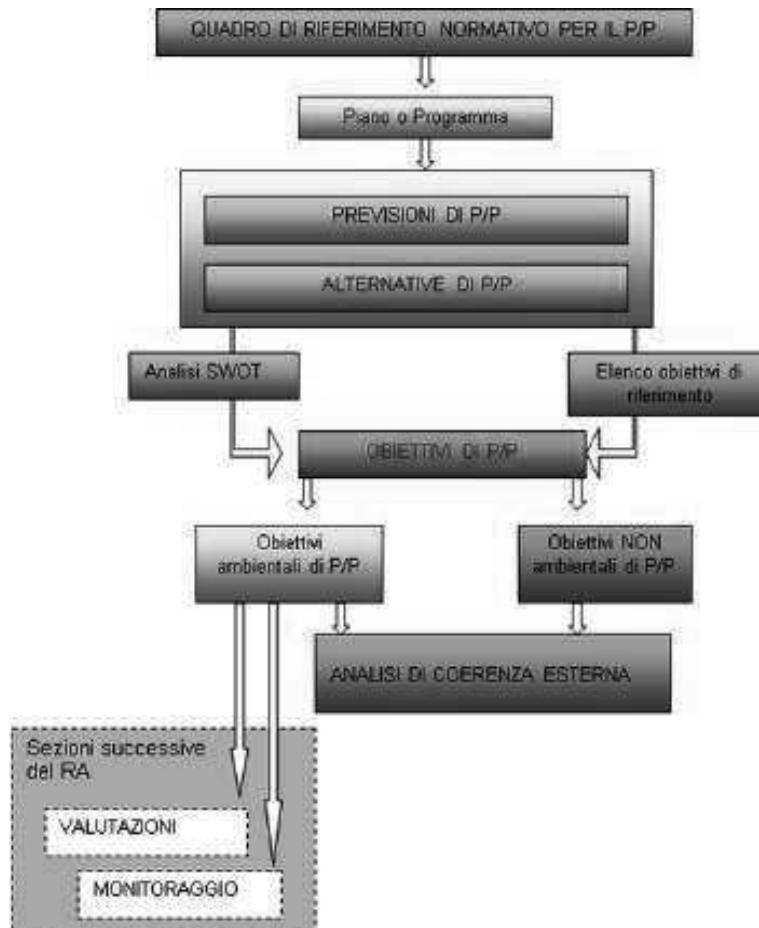 QUADRO DI RIFERIMENTO NORMATIVO PER IL P/P
Piano o Programma
PREVISIONI DI P/P
ALTERNATIVE DI P/P
Analisi SWOT
Elenco obiettivi di
riferimento
OBIETTIVI DI P/P
Obiettivi
ambientali di P/P
Obiettivi NON
ambientali di P/P
ANALISI DI COERENZA ESTERNA
Sezioni successive
del RA
VALUTAZIONI
MONITORAGGIO